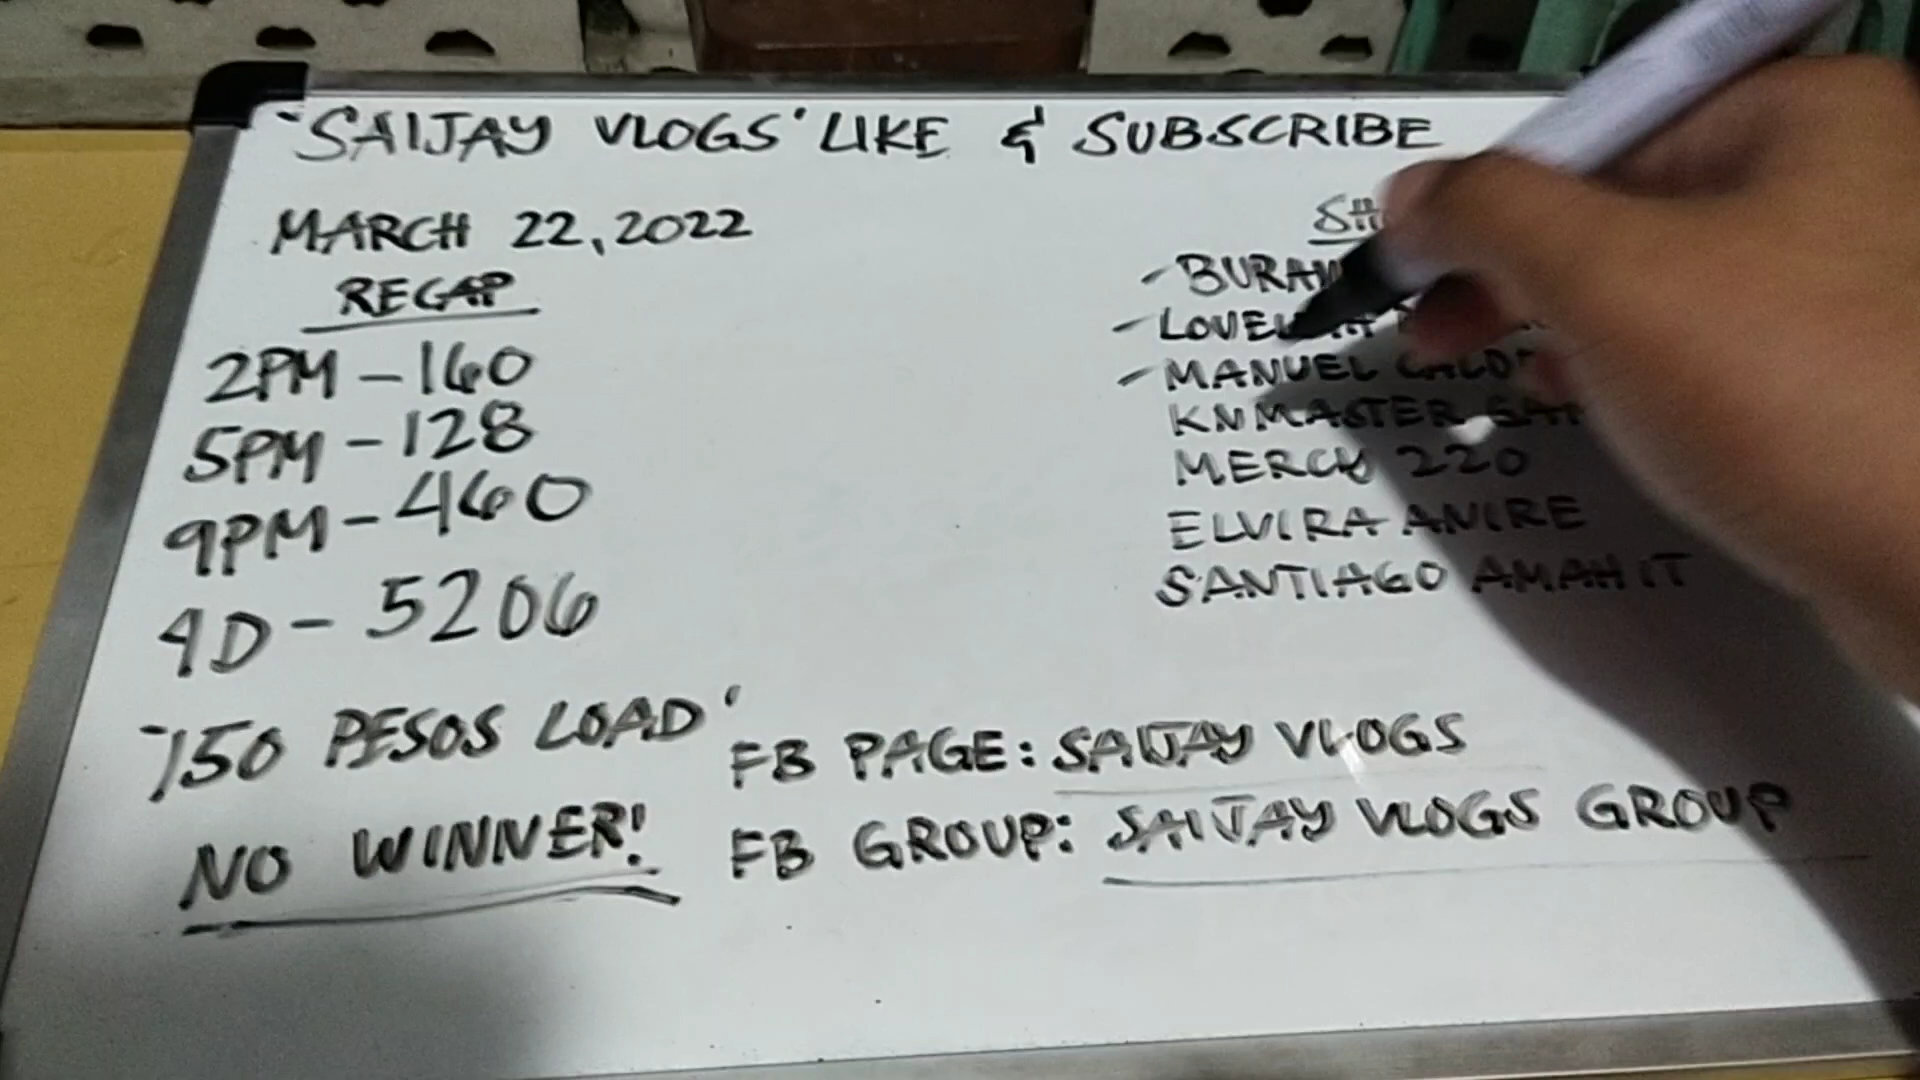 "SAIJAY VLOGS" LIKE & SUBSCRIBE
MARCH 22, 2022
RECAP
2PM - 160
5PM - 128
9PM - 460
4D - 5206
"150 PESOS LOAD"
NO WINNER!
- MANUEL
KNMASTER
MERCY 220
ELVIRA ANIRE
SANTIAGO AMAHIT
FB PAGE: SAIJAY VLOGS
FB GROUP: SAIJAY VLOGS GROUP